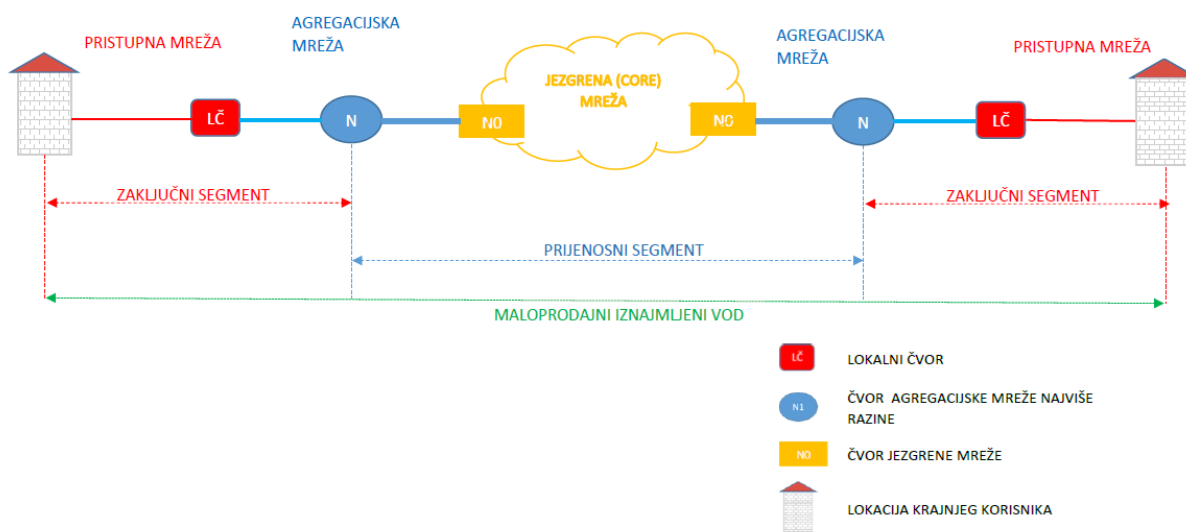 AGREGACIJSKA
MREŽA
PRISTUPNA MREŽA
AGREGACIJSKA
MREŽA
PRISTUPNA MREŽA
JEZGRENA (CORE)
MREŽA
LČ
N
N0
N0
N
LČ
ZAKLJUČNI SEGMENT
ZAKLJUČNI SEGMENT
PRIJENOSNI SEGMENT
MALOPRODAJNI IZNAJMLJENI VOD
LČ
LOKALNI ČVOR
N1
ČVOR AGREGACIJSKE MREŽE NAJVIŠE
RAZINE
N0
ČVOR JEZGRENE MREŽE
LOKACIJA KRAJNJEG KORISNIKA